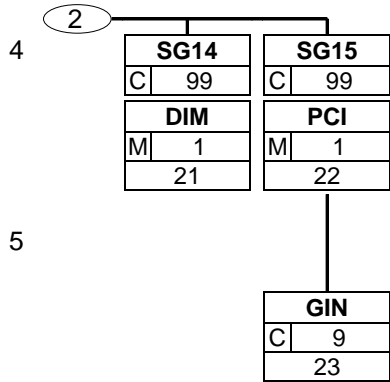 2
4
SG14 SG15
C 99 C 99
DIM PCI
M 1 M 1
21 22
5
GIN
C 9
23